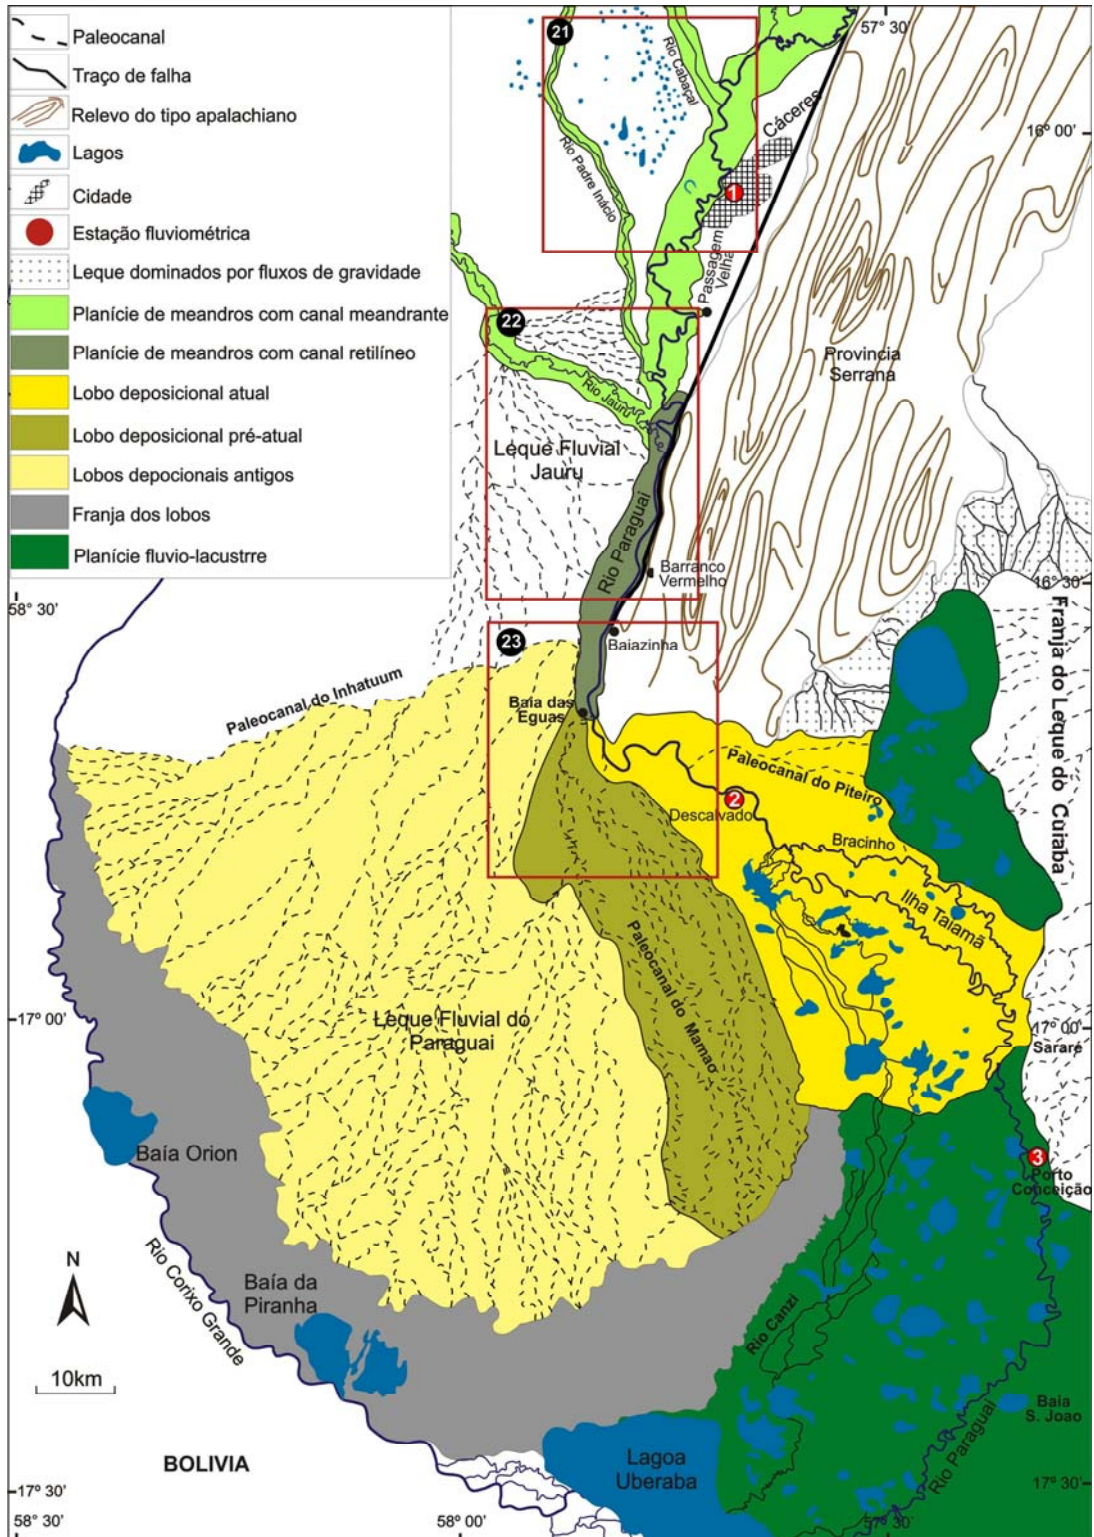 Paleocanal
Traço de falha
Relevo do tipo apalachiano
Lagos
Cidade
Estação fluviométrica
Leque dominados por fluxos de gravidade
Planície de meandros com canal meandrante
Planície de meandros com canal retilíneo
Lobo deposicional atual
Lobo deposicional pré-atual
Lobos depocionais antigos
Franja dos lobos
Planície fluvio-lacustrre
21
57° 30'
Rio Cabaçal
Cáceres
16° 00'
Rio Padre Inácio
1
Passagem
Velha
22
Provincia
Serrana
Rio Jauru
Leque Fluvial
Jauru
Rio Paraguai
Barranco
Vermelho
16° 30'
58° 30'
23
Baiazinha
Franja do Leque do Cuiaba
Paleocanal do Inhatuum
Baia das
Eguas
Paleocanal do Piteiro
2
Descalvado
Bracinho
Ilha Taiamã
Paleocanal do Mamao
17° 00'
Leque Fluvial do
Paraguai
17° 00'
Sararé
Baía Orion
3
Porto
Conceição
N
Rio Corixo Grande
Baía da
Piranha
Rio Canzi
10km
Baia
S. Joao
Rio Paraguai
BOLIVIA
Lagoa
Uberaba
17° 30'
17° 30'
58° 30'
58° 00'
57° 30'